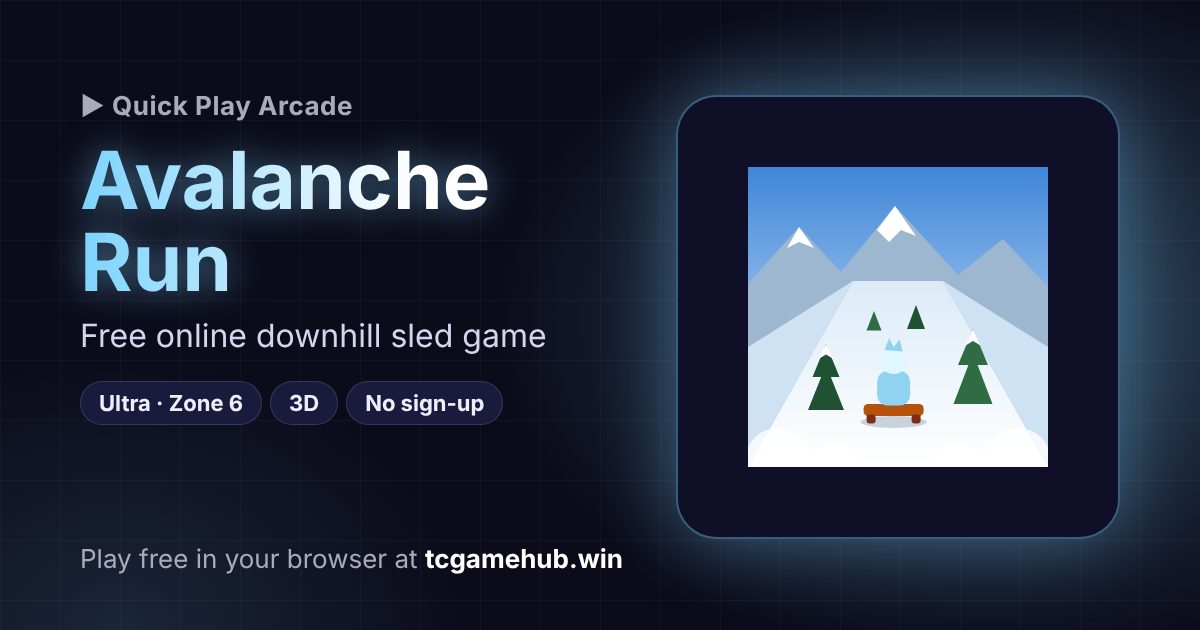 ▶ Quick Play Arcade
Avalanche
Run
Free online downhill sled game
Ultra · Zone 6
3D
No sign-up
Play free in your browser at tcgamehub.win